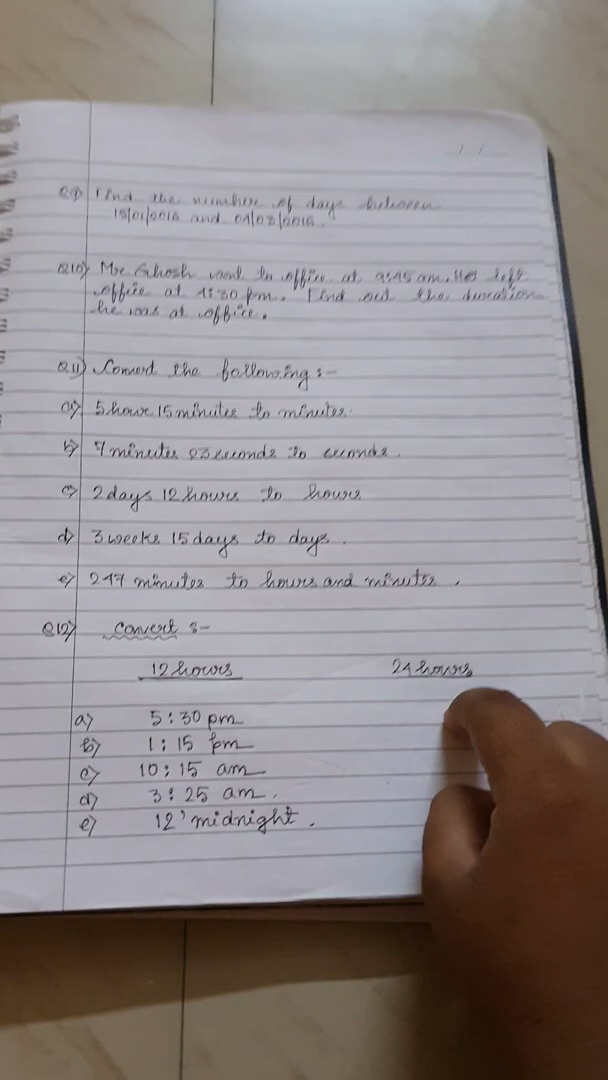 Q9) Find the number of days between
15/01/2016 and 04/03/2016.
Q10) Mr Ghosh went to office at 9:45 am. He left
office at 1:30 pm. Find out the duration
he was at office.
Q11) Convert the following :-
a) 5 hour 15 minutes to minutes.
b) 7 minutes 23 seconds to seconds.
c) 2 days 12 hours to hours
d) 3 weeks 15 days to days.
e) 247 minutes to hours and minutes.
Q12) Convert :-
12 hours 24 hours
a) 5:30 pm
b) 1:15 pm
c) 10:15 am
d) 3:25 am.
e) 12' midnight.